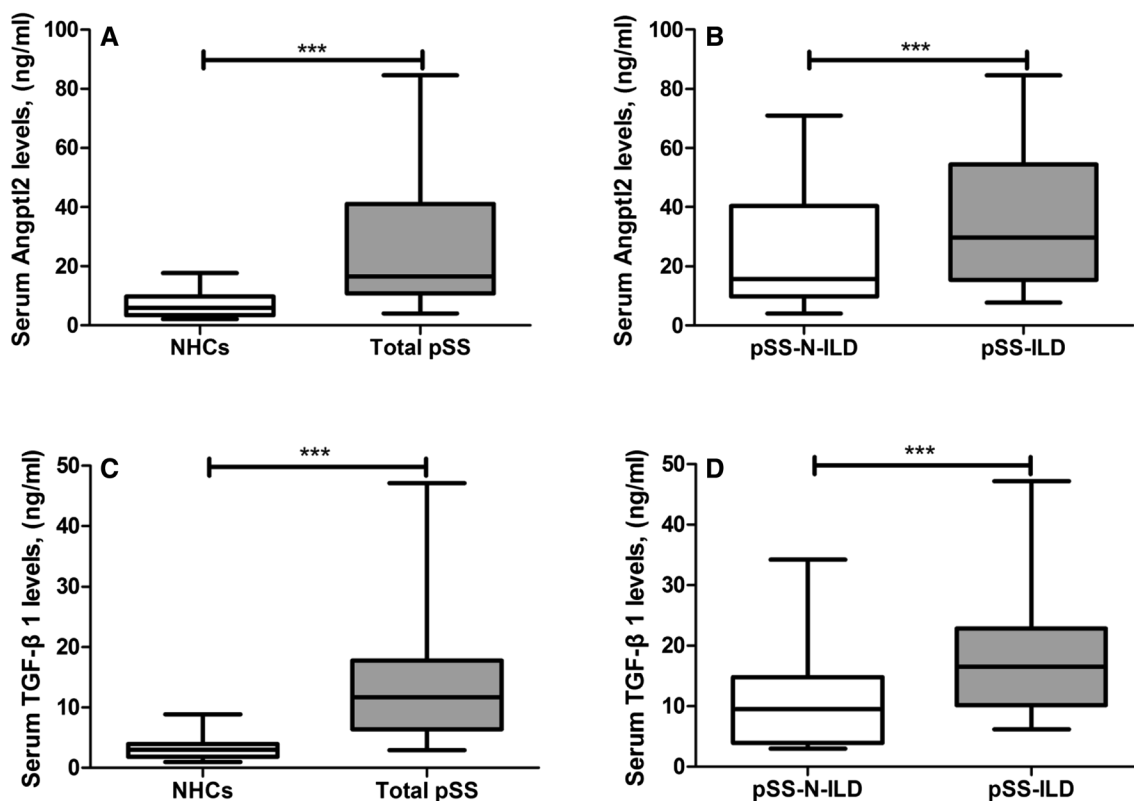 A
***
Serum Angptl2 levels, (ng/ml)
100
80
60
40
20
0
NHCs Total pSS
B
***
Serum Angptl2 levels, (ng/ml)
100
80
60
40
20
0
pSS-N-ILD pSS-ILD
C
***
Serum TGF-β 1 levels, (ng/ml)
50
40
30
20
10
0
NHCs Total pSS
D
***
Serum TGF-β 1 levels, (ng/ml)
50
40
30
20
10
0
pSS-N-ILD pSS-ILD